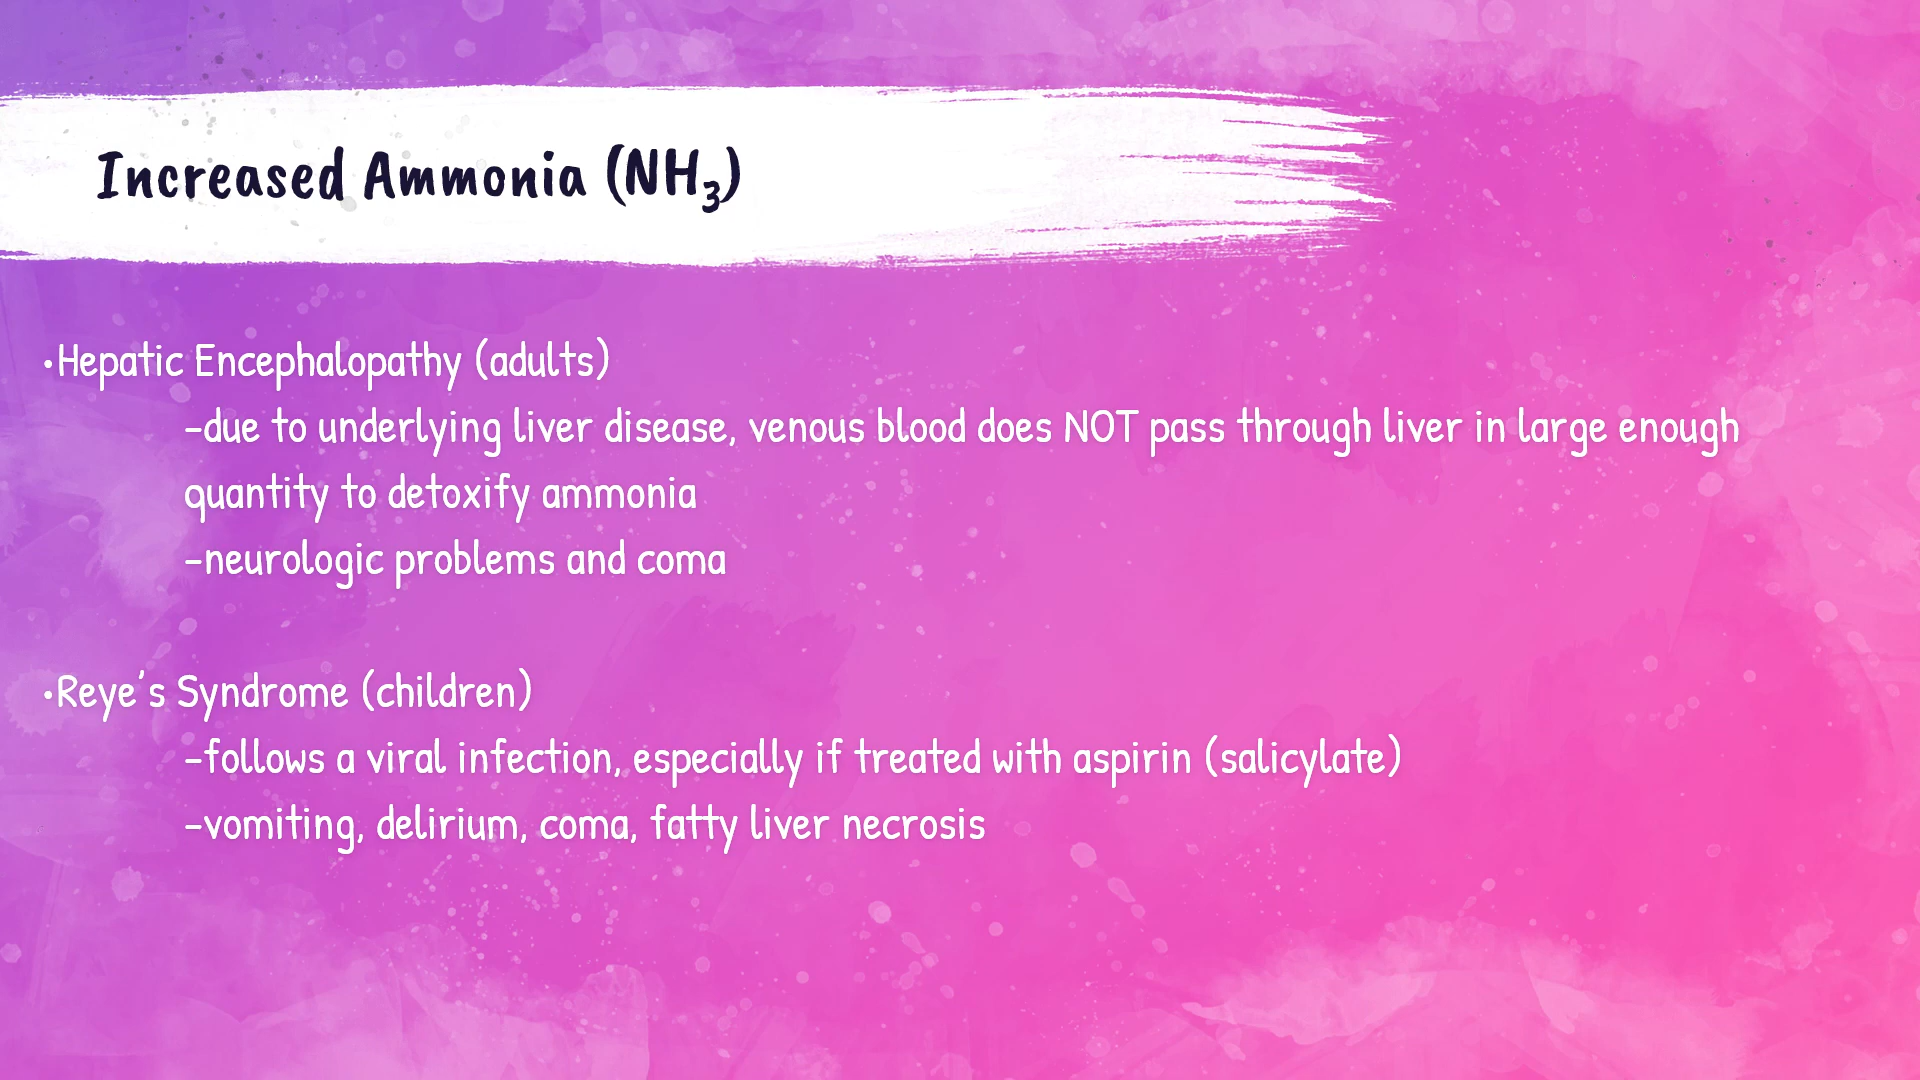 Increased Ammonia (NH₃)
•Hepatic Encephalopathy (adults)
–due to underlying liver disease, venous blood does NOT pass through liver in large enough
quantity to detoxify ammonia
–neurologic problems and coma
•Reye’s Syndrome (children)
–follows a viral infection, especially if treated with aspirin (salicylate)
–vomiting, delirium, coma, fatty liver necrosis